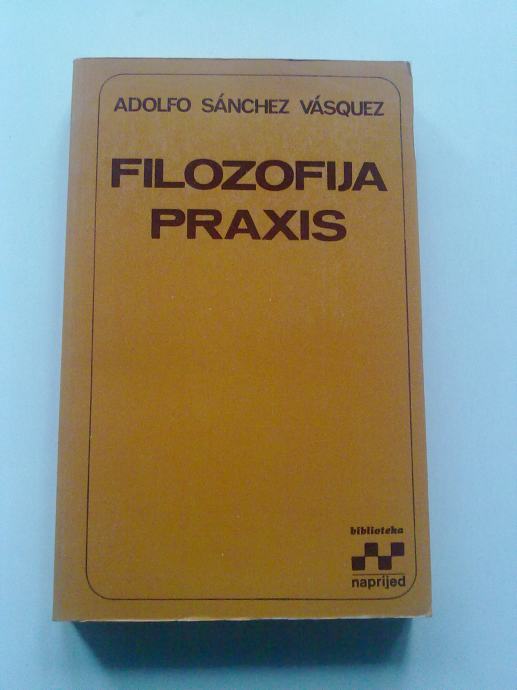 ADOLFO SÁNCHEZ VÁSQUEZ
FILOZOFIJA
PRAXIS
biblioteka
naprijed